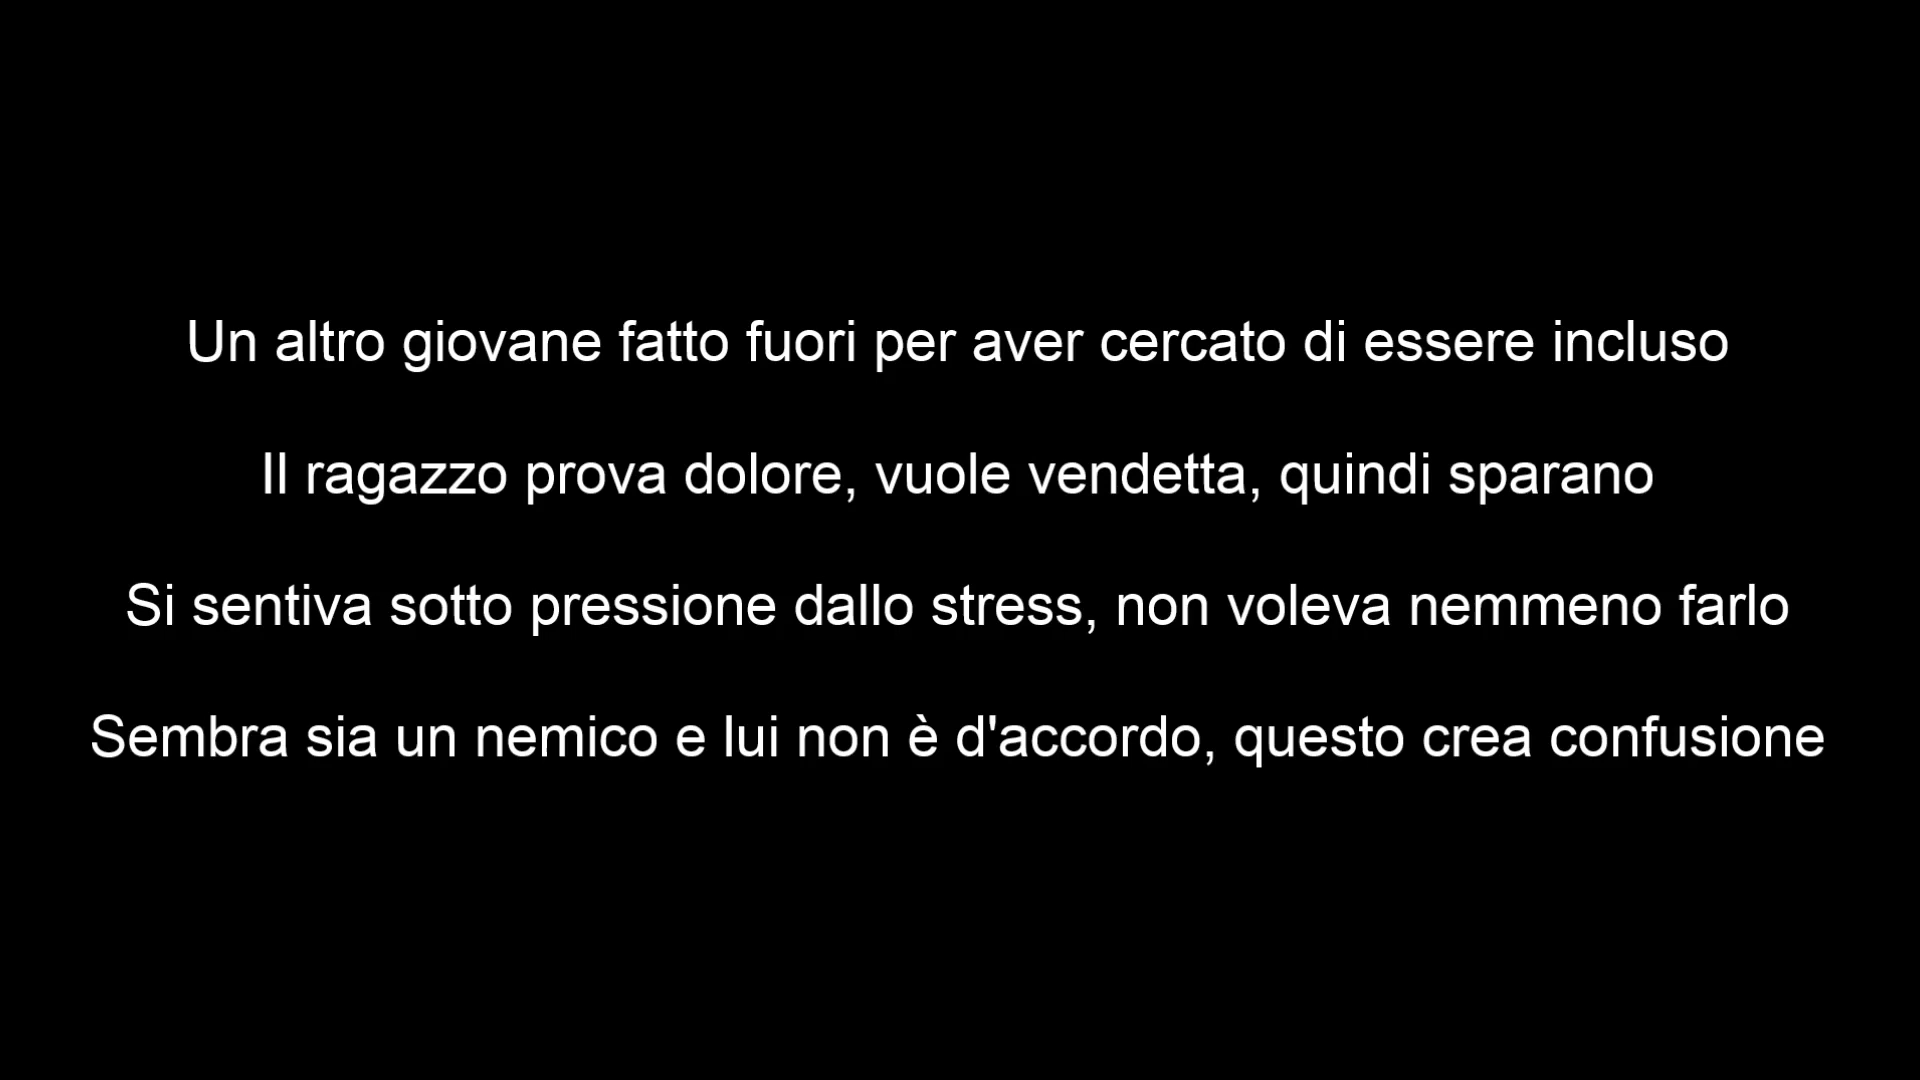 Un altro giovane fatto fuori per aver cercato di essere incluso
Il ragazzo prova dolore, vuole vendetta, quindi sparano
Si sentiva sotto pressione dallo stress, non voleva nemmeno farlo
Sembra sia un nemico e lui non è d'accordo, questo crea confusione